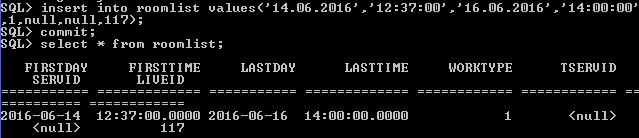 SQL> insert into roomlist values('14.06.2016','12:37:00','16.06.2016','14:00:00'
,1,null,null,117);
SQL> commit;
SQL> select * from roomlist;
FIRSTDAY FIRSTTIME LASTDAY LASTTIME WORKTYPE TSERVID
SERVID LIVEID
=========== ============= =========== ============= ============ ============
============ ============
2016-06-14 12:37:00.0000 2016-06-16 14:00:00.0000 1 <null>
<null> 117